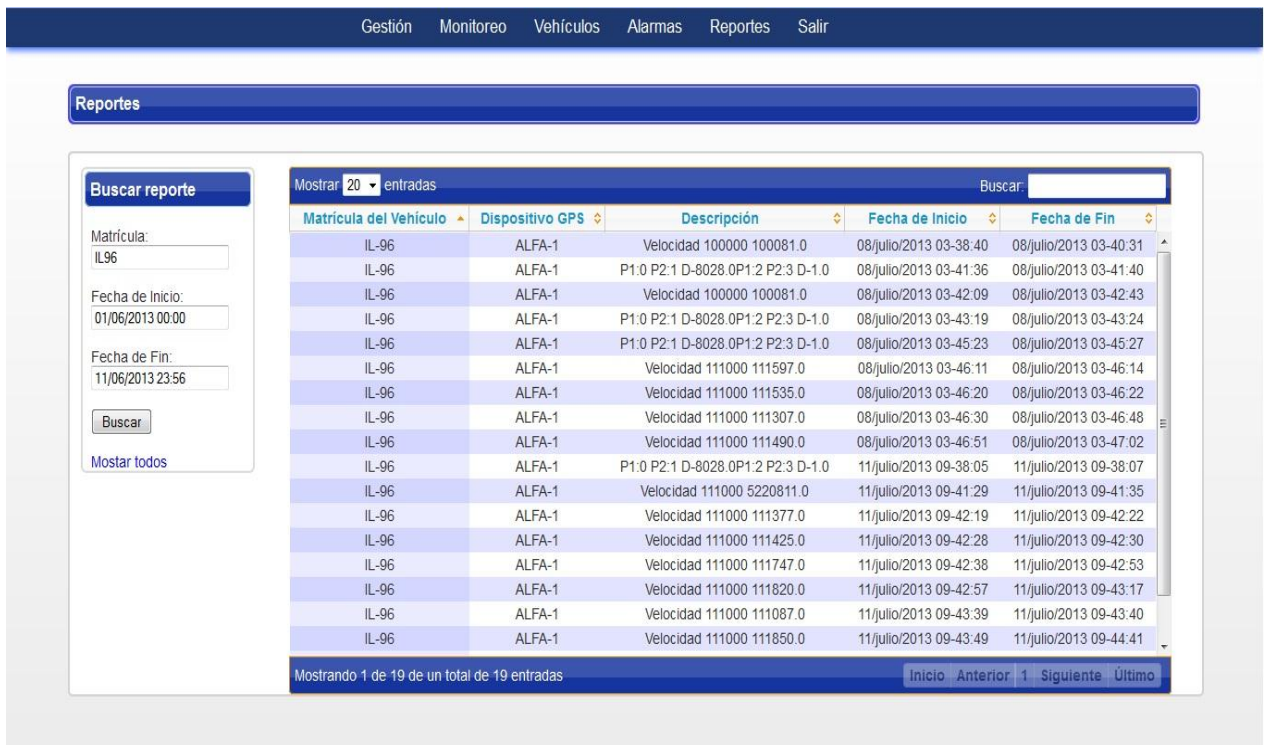 Gestión Monitoreo Vehículos Alarmas Reportes Salir
Reportes
Buscar reporte
Matrícula:
IL96
Fecha de Inicio:
01/06/2013 00:00
Fecha de Fin:
11/06/2013 23:56
Buscar
Mostar todos
Mostrar 20 entradas Buscar:
Matrícula del Vehículo Dispositivo GPS Descripción Fecha de Inicio Fecha de Fin
IL-96 ALFA-1 Velocidad 100000 100081.0 08/julio/2013 03-38:40 08/julio/2013 03-40:31
IL-96 ALFA-1 P1:0 P2:1 D-8028.0P1:2 P2:3 D-1.0 08/julio/2013 03-41:36 08/julio/2013 03-41:40
IL-96 ALFA-1 Velocidad 100000 100081.0 08/julio/2013 03-42:09 08/julio/2013 03-42:43
IL-96 ALFA-1 P1:0 P2:1 D-8028.0P1:2 P2:3 D-1.0 08/julio/2013 03-43:19 08/julio/2013 03-43:24
IL-96 ALFA-1 P1:0 P2:1 D-8028.0P1:2 P2:3 D-1.0 08/julio/2013 03-45:23 08/julio/2013 03-45:27
IL-96 ALFA-1 Velocidad 111000 111597.0 08/julio/2013 03-46:11 08/julio/2013 03-46:14
IL-96 ALFA-1 Velocidad 111000 111535.0 08/julio/2013 03-46:20 08/julio/2013 03-46:22
IL-96 ALFA-1 Velocidad 111000 111307.0 08/julio/2013 03-46:30 08/julio/2013 03-46:48
IL-96 ALFA-1 Velocidad 111000 111490.0 08/julio/2013 03-46:51 08/julio/2013 03-47:02
IL-96 ALFA-1 P1:0 P2:1 D-8028.0P1:2 P2:3 D-1.0 11/julio/2013 09-38:05 11/julio/2013 09-38:07
IL-96 ALFA-1 Velocidad 111000 5220811.0 11/julio/2013 09-41:29 11/julio/2013 09-41:35
IL-96 ALFA-1 Velocidad 111000 111377.0 11/julio/2013 09-42:19 11/julio/2013 09-42:22
IL-96 ALFA-1 Velocidad 111000 111425.0 11/julio/2013 09-42:28 11/julio/2013 09-42:30
IL-96 ALFA-1 Velocidad 111000 111747.0 11/julio/2013 09-42:38 11/julio/2013 09-42:53
IL-96 ALFA-1 Velocidad 111000 111820.0 11/julio/2013 09-42:57 11/julio/2013 09-43:17
IL-96 ALFA-1 Velocidad 111000 111087.0 11/julio/2013 09-43:39 11/julio/2013 09-43:40
IL-96 ALFA-1 Velocidad 111000 111850.0 11/julio/2013 09-43:49 11/julio/2013 09-44:41
Mostrando 1 de 19 de un total de 19 entradas Inicio Anterior 1 Siguiente Último